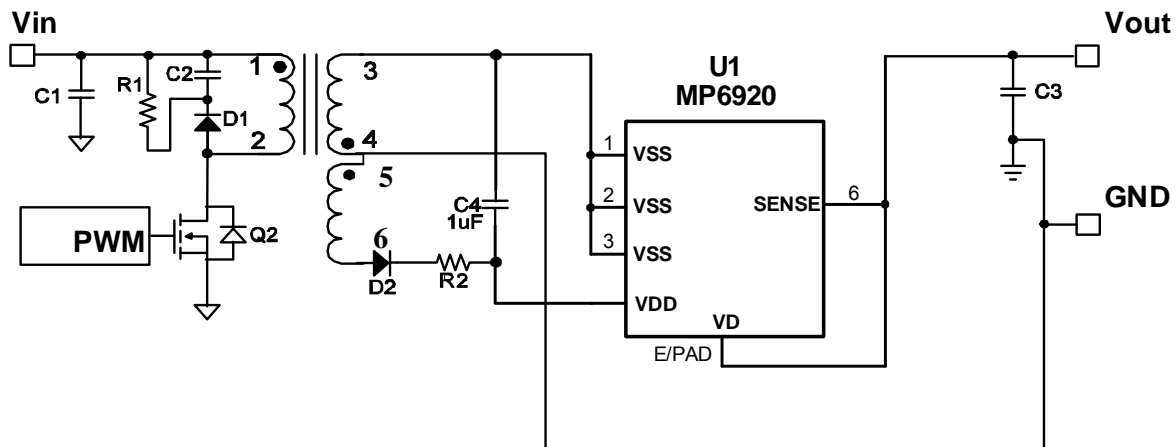 Vin
Vout
U1
MP6920
1
3
C2
R1
C1
D1
C3
2
4
1
VSS
5
2
VSS
SENSE
6
GND
C4
1uF
PWM
Q2
6
3
VSS
D2
R2
VDD
VD
E/PAD